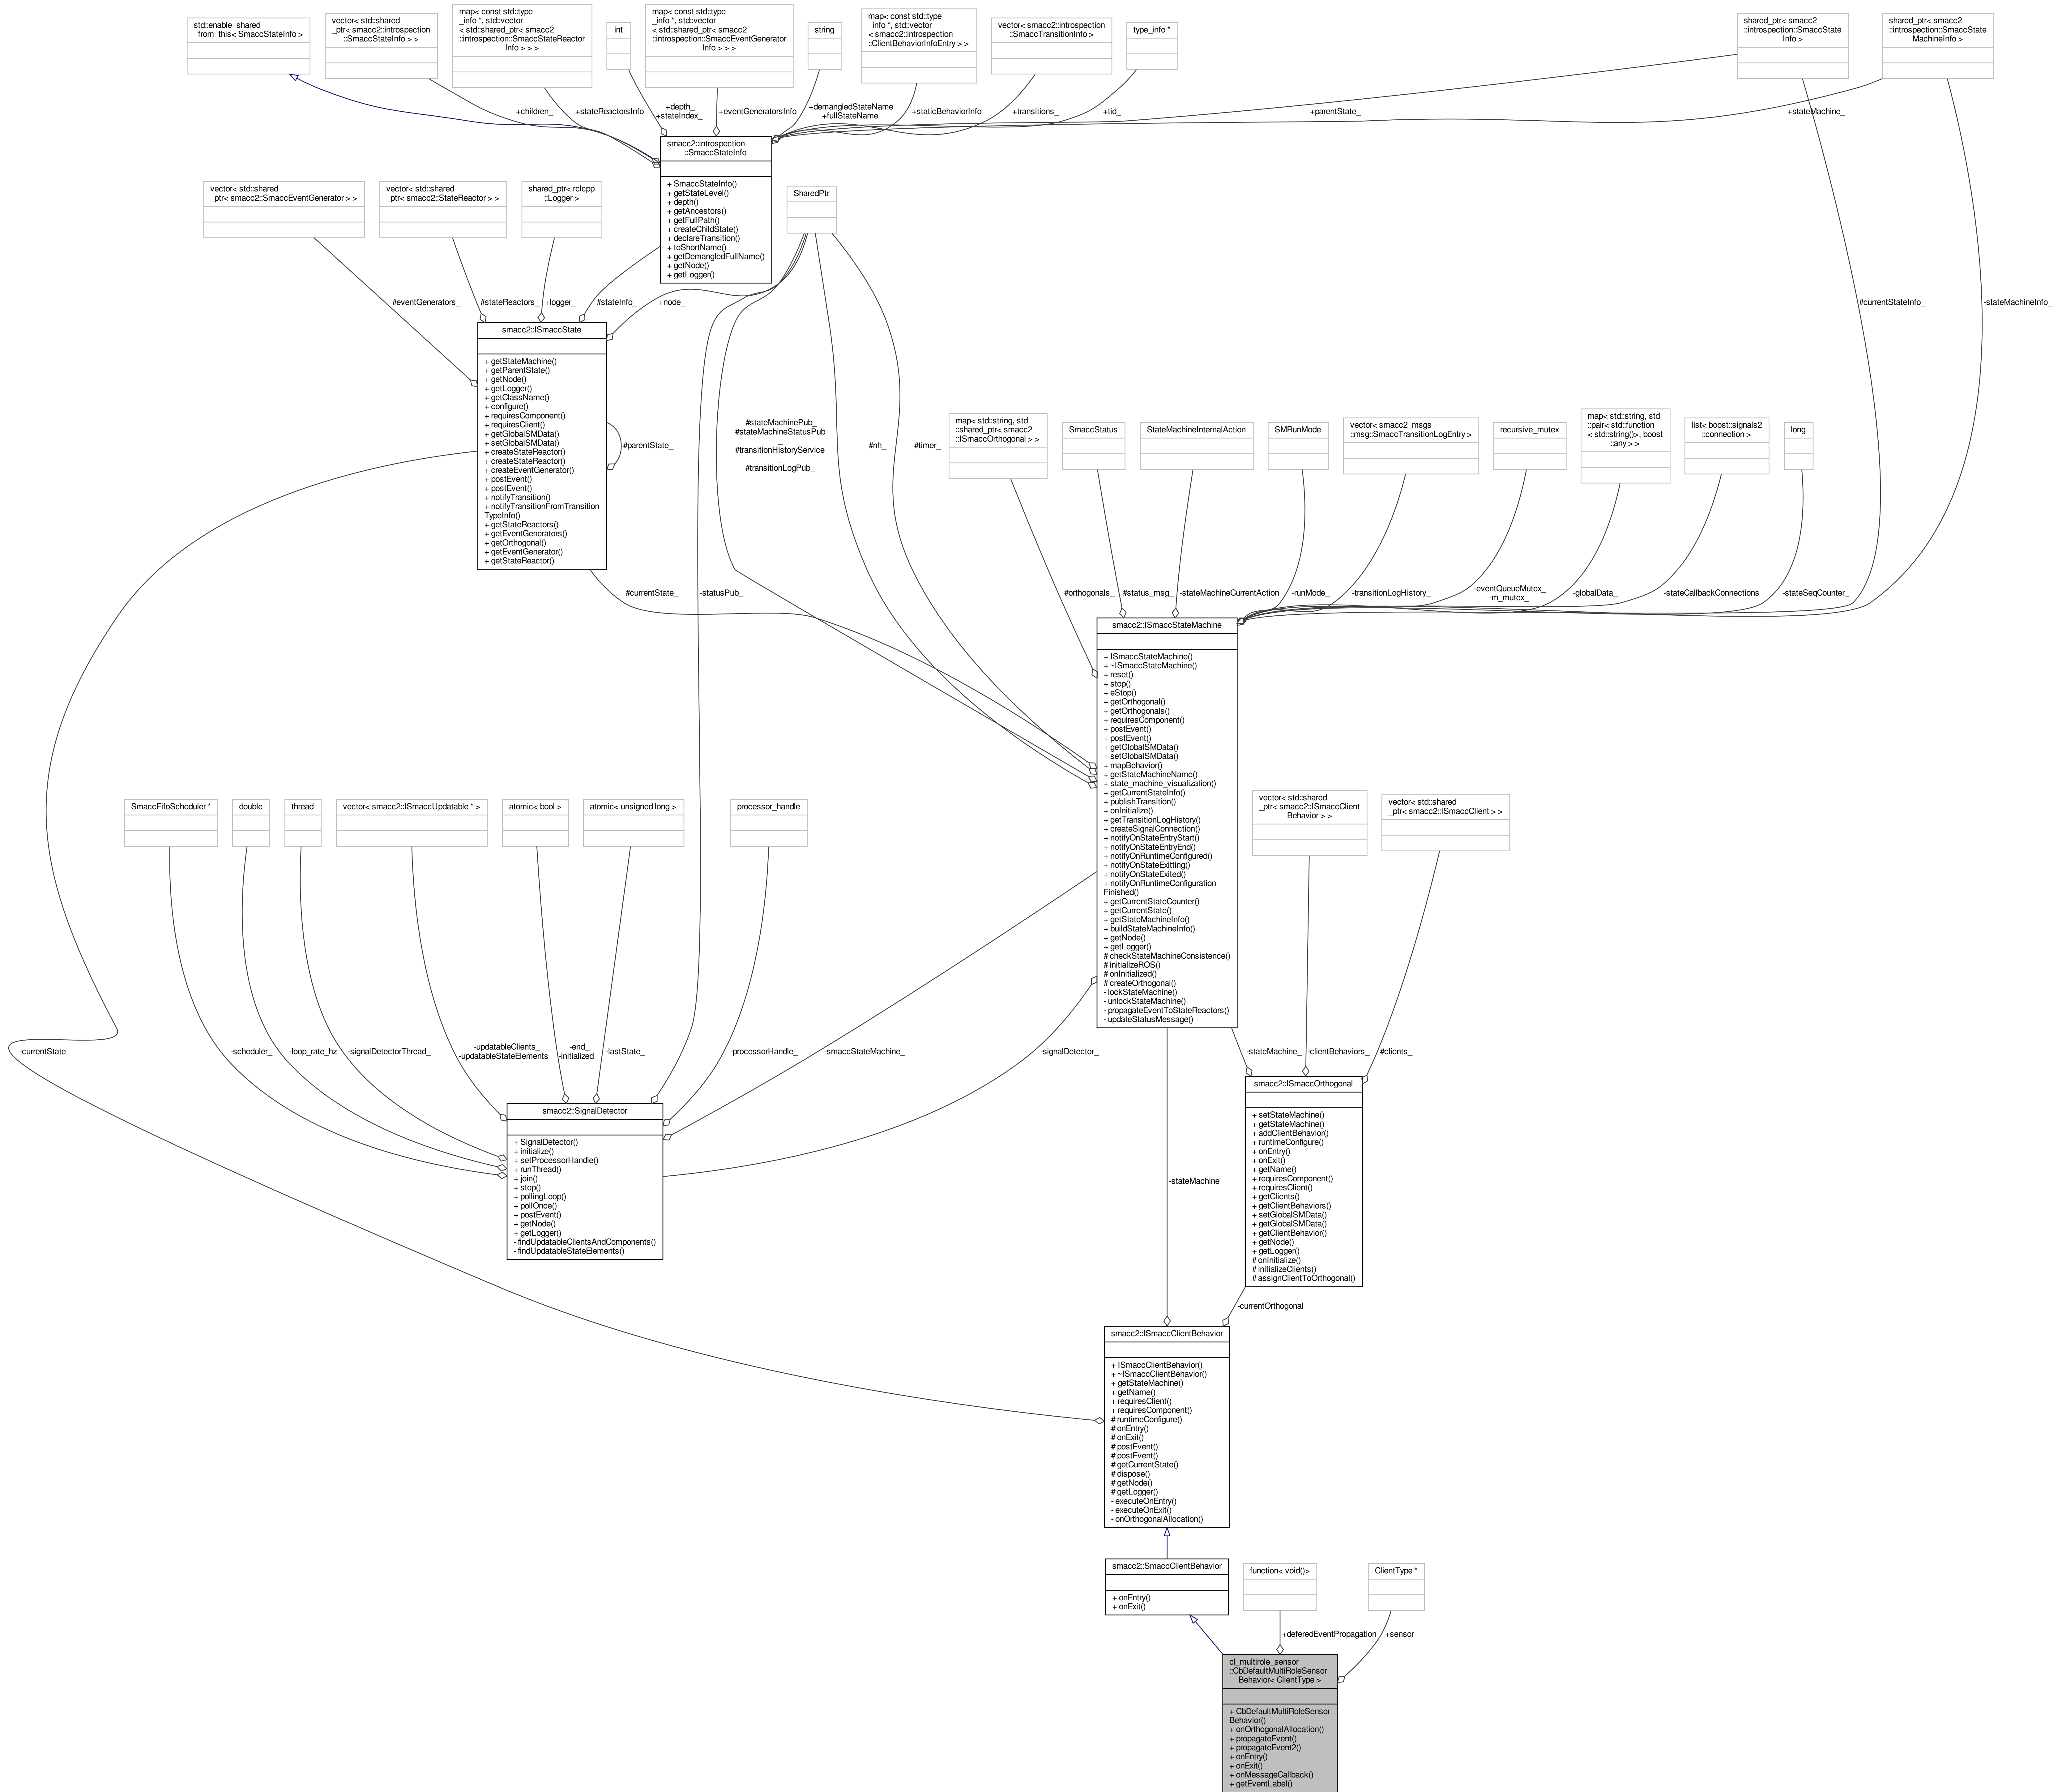 std::enable_shared
_from_this< SmaccStateInfo >
vector< std::shared
_ptr< smacc2::introspection
::SmaccStateInfo > >
map< const std::type
_info *, std::vector
< std::shared_ptr< smacc2
::introspection::SmaccStateReactor
Info > > >
int
map< const std::type
_info *, std::vector
< std::shared_ptr< smacc2
::introspection::SmaccEventGenerator
Info > > >
string
map< const std::type
_info *, std::vector
< smacc2::introspection
::ClientBehaviorInfoEntry > >
vector< smacc2::introspection
::SmaccTransitionInfo >
type_info *
shared_ptr< smacc2
::introspection::SmaccState
Info >
shared_ptr< smacc2
::introspection::SmaccState
MachineInfo >
+children_
+stateReactorsInfo
+depth_
+stateIndex_
+eventGeneratorsInfo
+demangledStateName
+fullStateName
+staticBehaviorInfo
+transitions_
+tid_
+parentState_
+stateMachine_
smacc2::introspection
::SmaccStateInfo
+ SmaccStateInfo()
+ getStateLevel()
+ depth()
+ getAncestors()
+ getFullPath()
+ createChildState()
+ declareTransition()
+ toShortName()
+ getDemangledFullName()
+ getNode()
+ getLogger()
vector< std::shared
_ptr< smacc2::SmaccEventGenerator > >
vector< std::shared
_ptr< smacc2::StateReactor > >
shared_ptr< rclcpp
::Logger >
SharedPtr
#eventGenerators_
#stateReactors_
+logger_
#stateInfo_
+node_
#currentStateInfo_
-stateMachineInfo_
smacc2::ISmaccState
+ getStateMachine()
+ getParentState()
+ getNode()
+ getLogger()
+ getClassName()
+ configure()
+ requiresComponent()
+ requiresClient()
+ getGlobalSMData()
+ setGlobalSMData()
+ createStateReactor()
+ createStateReactor()
+ createEventGenerator()
+ postEvent()
+ postEvent()
+ notifyTransition()
+ notifyTransitionFromTransition
TypeInfo()
+ getStateReactors()
+ getEventGenerators()
+ getOrthogonal()
+ getEventGenerator()
+ getStateReactor()
#parentState_
#stateMachinePub_
#stateMachineStatusPub
_
#transitionHistoryService
_
#transitionLogPub_
#nh_
#timer_
map< std::string, std
::shared_ptr< smacc2
::ISmaccOrthogonal > >
SmaccStatus
StateMachineInternalAction
SMRunMode
vector< smacc2_msgs
::msg::SmaccTransitionLogEntry >
recursive_mutex
map< std::string, std
::pair< std::function
< std::string()>, boost
::any > >
list< boost::signals2
::connection >
long
#currentState_
-statusPub_
#orthogonals_
#status_msg_
-stateMachineCurrentAction
-runMode_
-transitionLogHistory_
-eventQueueMutex_
-m_mutex_
-globalData_
-stateCallbackConnections
-stateSeqCounter_
smacc2::ISmaccStateMachine
+ ISmaccStateMachine()
+ ~ISmaccStateMachine()
+ reset()
+ stop()
+ eStop()
+ getOrthogonal()
+ getOrthogonals()
+ requiresComponent()
+ postEvent()
+ postEvent()
+ getGlobalSMData()
+ setGlobalSMData()
+ mapBehavior()
+ getStateMachineName()
+ state_machine_visualization()
+ getCurrentStateInfo()
+ publishTransition()
+ onInitialize()
+ getTransitionLogHistory()
+ createSignalConnection()
+ notifyOnStateEntryStart()
+ notifyOnStateEntryEnd()
+ notifyOnRuntimeConfigured()
+ notifyOnStateExitting()
+ notifyOnStateExited()
+ notifyOnRuntimeConfiguration
Finished()
+ getCurrentStateCounter()
+ getCurrentState()
+ getStateMachineInfo()
+ buildStateMachineInfo()
+ getNode()
+ getLogger()
# checkStateMachineConsistence()
# initializeROS()
# onInitialized()
# createOrthogonal()
- lockStateMachine()
- unlockStateMachine()
- propagateEventToStateReactors()
- updateStatusMessage()
SmaccFifoScheduler *
double
thread
vector< smacc2::ISmaccUpdatable * >
atomic< bool >
atomic< unsigned long >
processor_handle
vector< std::shared
_ptr< smacc2::ISmaccClient
Behavior > >
vector< std::shared
_ptr< smacc2::ISmaccClient > >
-currentState
-scheduler_
-loop_rate_hz
-signalDetectorThread_
-updatableClients_
-updatableStateElements_
-end_
-initialized_
-lastState_
-processorHandle_
-smaccStateMachine_
-signalDetector_
-stateMachine_
-clientBehaviors_
#clients_
smacc2::SignalDetector
+ SignalDetector()
+ initialize()
+ setProcessorHandle()
+ runThread()
+ join()
+ stop()
+ pollingLoop()
+ pollOnce()
+ postEvent()
+ getNode()
+ getLogger()
- findUpdatableClientsAndComponents()
- findUpdatableStateElements()
smacc2::ISmaccOrthogonal
+ setStateMachine()
+ getStateMachine()
+ addClientBehavior()
+ runtimeConfigure()
+ onEntry()
+ onExit()
+ getName()
+ requiresComponent()
+ requiresClient()
+ getClients()
+ getClientBehaviors()
+ setGlobalSMData()
+ getGlobalSMData()
+ getClientBehavior()
+ getNode()
+ getLogger()
# onInitialize()
# initializeClients()
# assignClientToOrthogonal()
-stateMachine_
-currentOrthogonal
smacc2::ISmaccClientBehavior
+ ISmaccClientBehavior()
+ ~ISmaccClientBehavior()
+ getStateMachine()
+ getName()
+ requiresClient()
+ requiresComponent()
# runtimeConfigure()
# onEntry()
# onExit()
# postEvent()
# postEvent()
# getCurrentState()
# dispose()
# getNode()
# getLogger()
- executeOnEntry()
- executeOnExit()
- onOrthogonalAllocation()
smacc2::SmaccClientBehavior
+ onEntry()
+ onExit()
function< void()>
ClientType *
+deferedEventPropagation
+sensor_
cl_multirole_sensor
::CbDefaultMultiRoleSensor
Behavior< ClientType >
+ CbDefaultMultiRoleSensor
Behavior()
+ onOrthogonalAllocation()
+ propagateEvent()
+ propagateEvent2()
+ onEntry()
+ onExit()
+ onMessageCallback()
+ getEventLabel()